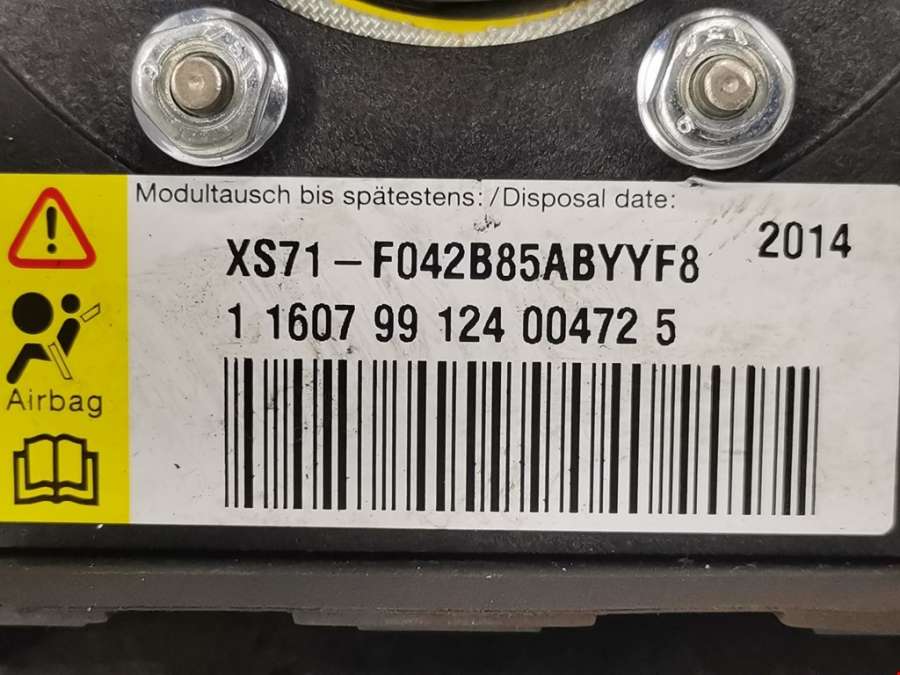 Modultausch bis spätestens: /Disposal date:
2014
XS71-F042B85ABYYF8
1 1607 99 124 00472 5
Airbag